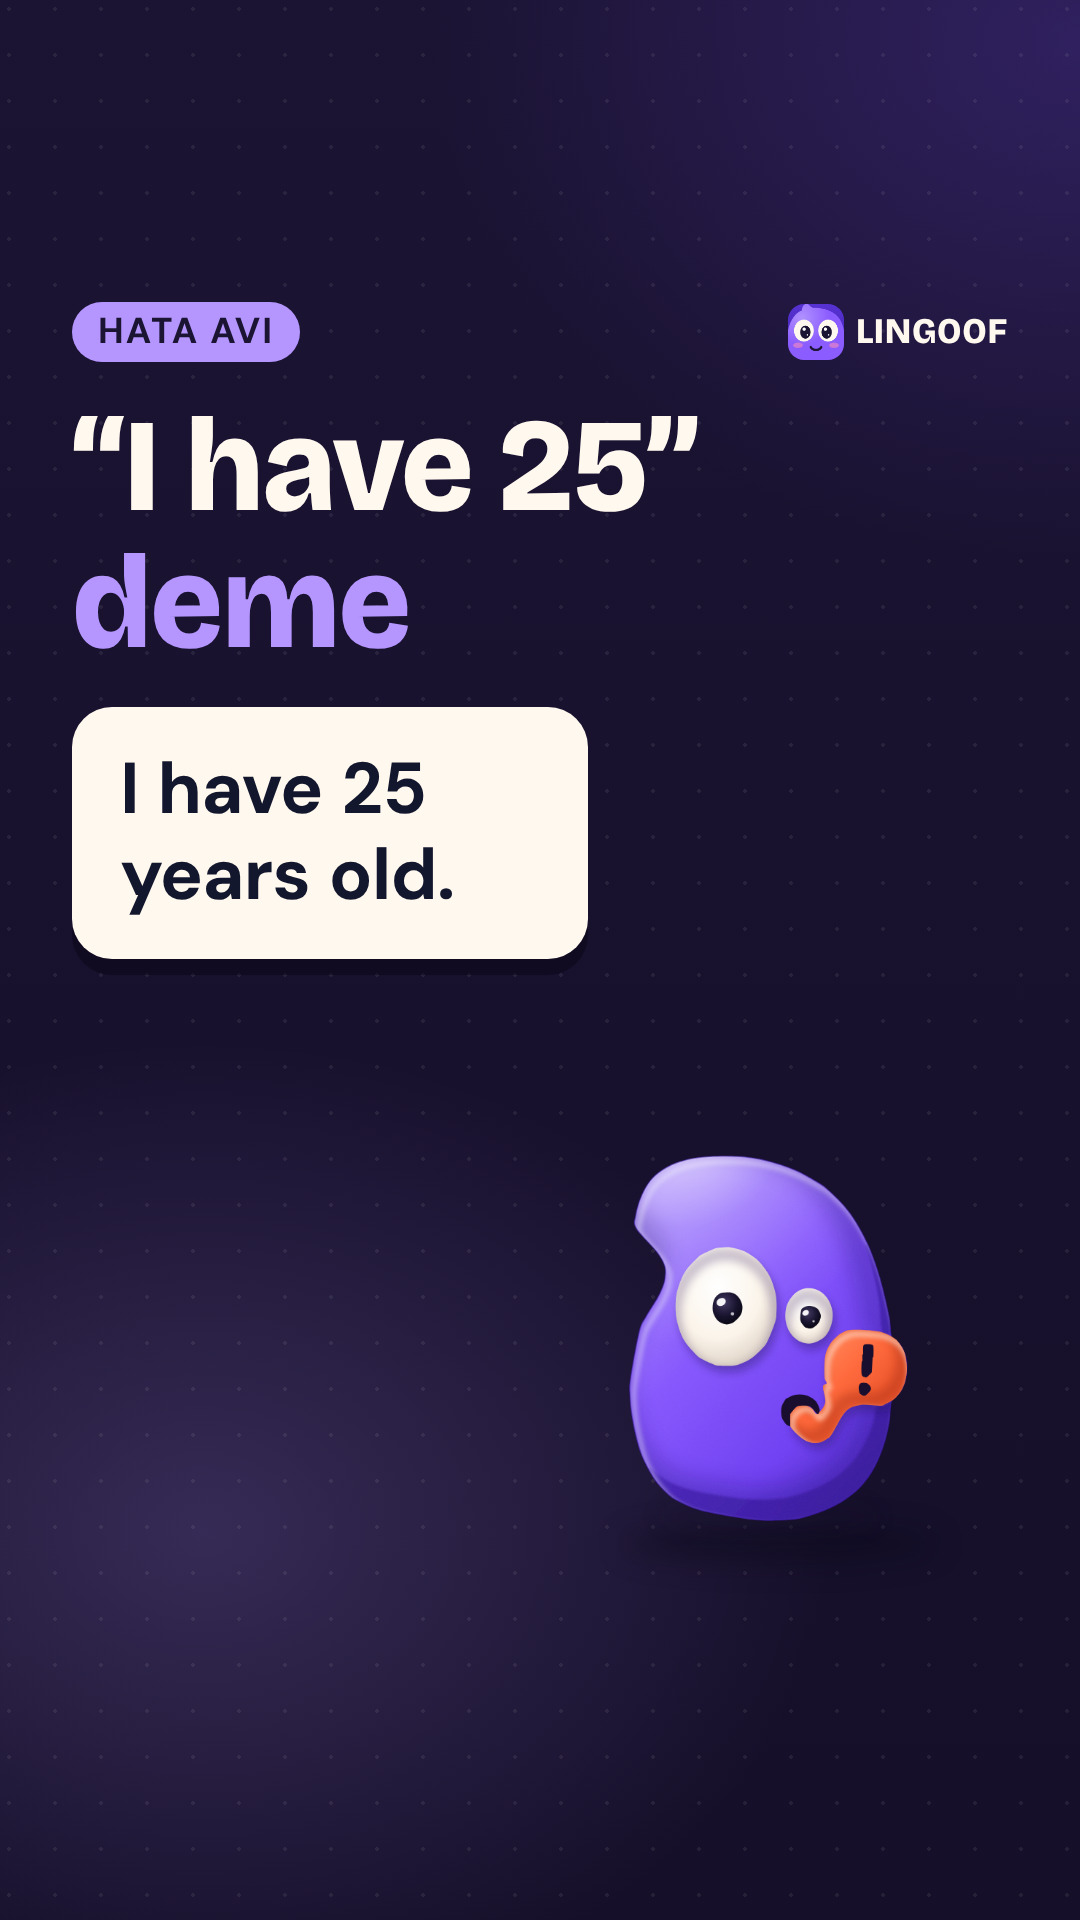 HATA AVI
LINGOOF
“I have 25”
deme
I have 25
years old.
!